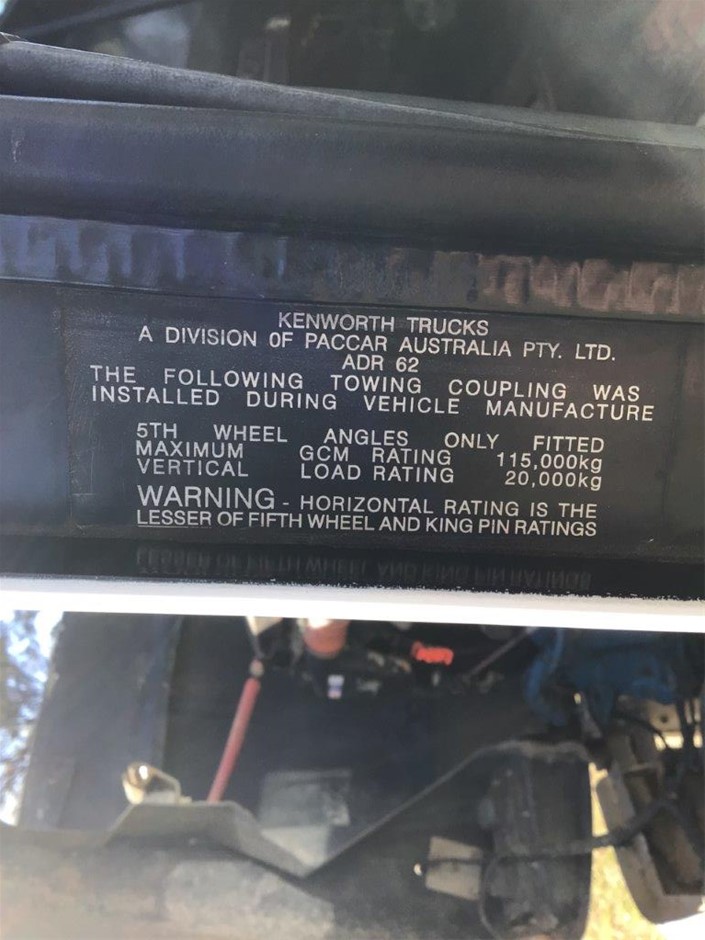 KENWORTH TRUCKS
A DIVISION OF PACCAR AUSTRALIA PTY. LTD.
ADR 62
THE FOLLOWING TOWING COUPLING WAS
INSTALLED DURING VEHICLE MANUFACTURE
5TH WHEEL ANGLES ONLY FITTED
MAXIMUM GCM RATING 115,000kg
VERTICAL LOAD RATING 20,000kg
WARNING - HORIZONTAL RATING IS THE
LESSER OF FIFTH WHEEL AND KING PIN RATINGS